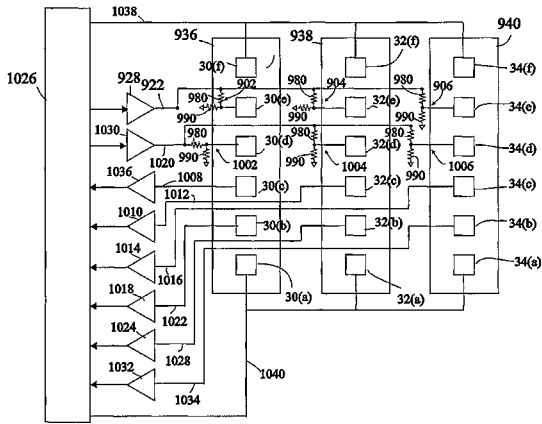 1038
936
938
940
1026
928
922
30(f)
902
32(f)
904
34(f)
980
980
980
906
990
30(e)
990
32(e)
990
34(e)
1030
980
30(d)
980
32(d)
980
34(d)
1020
990
1002
990
1004
990
1006
1036
1008
1012
30(c)
32(c)
34(c)
1010
30(b)
32(b)
34(b)
1014
1016
34(a)
1018
1022
30(a)
32(a)
1024
1028
1032
1034
1040